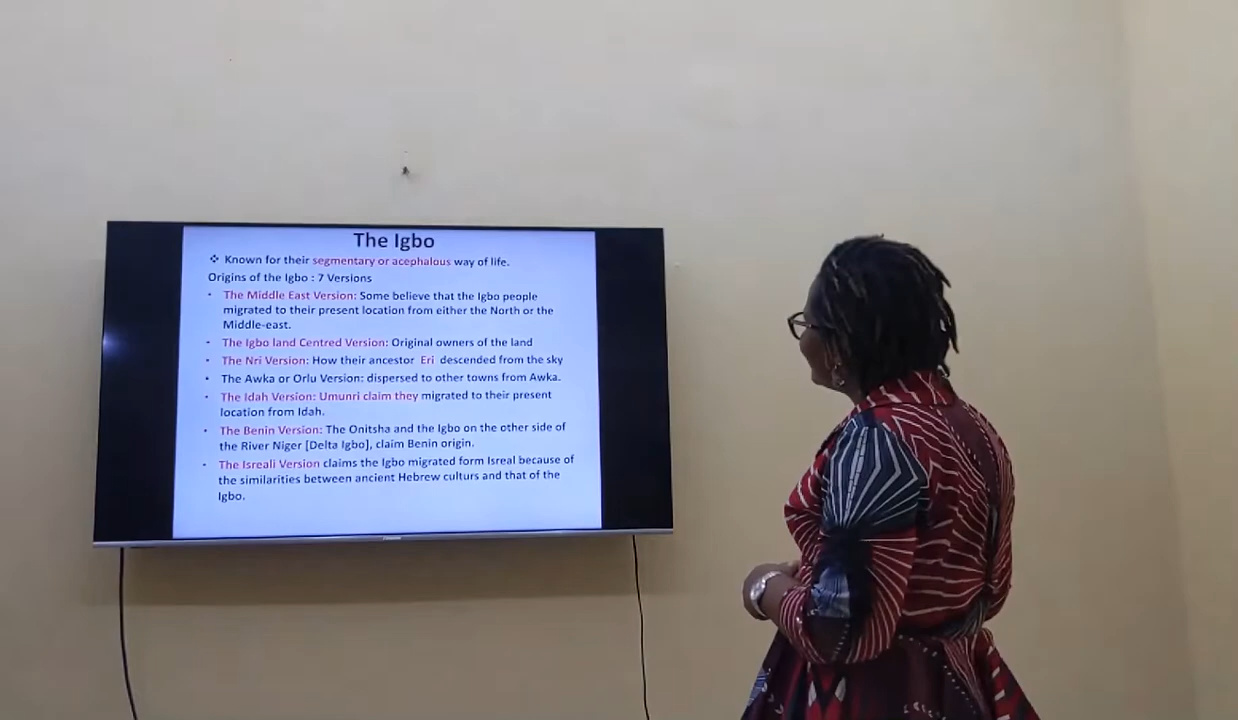 The Igbo
❖ Known for their segmentary or acephalous way of life.
Origins of the Igbo : 7 Versions
• The Middle East Version: Some believe that the Igbo people
migrated to their present location from either the North or the
Middle-east.
• The Igbo land Centred Version: Original owners of the land
• The Nri Version: How their ancestor Eri descended from the sky
• The Awka or Orlu Version: dispersed to other towns from Awka.
• The Idah Version: Umunri claim they migrated to their present
location from Idah.
• The Benin Version: The Onitsha and the Igbo on the other side of
the River Niger [Delta Igbo], claim Benin origin.
• The Isreali Version claims the Igbo migrated form Isreal because of
the similarities between ancient Hebrew culturs and that of the
Igbo.